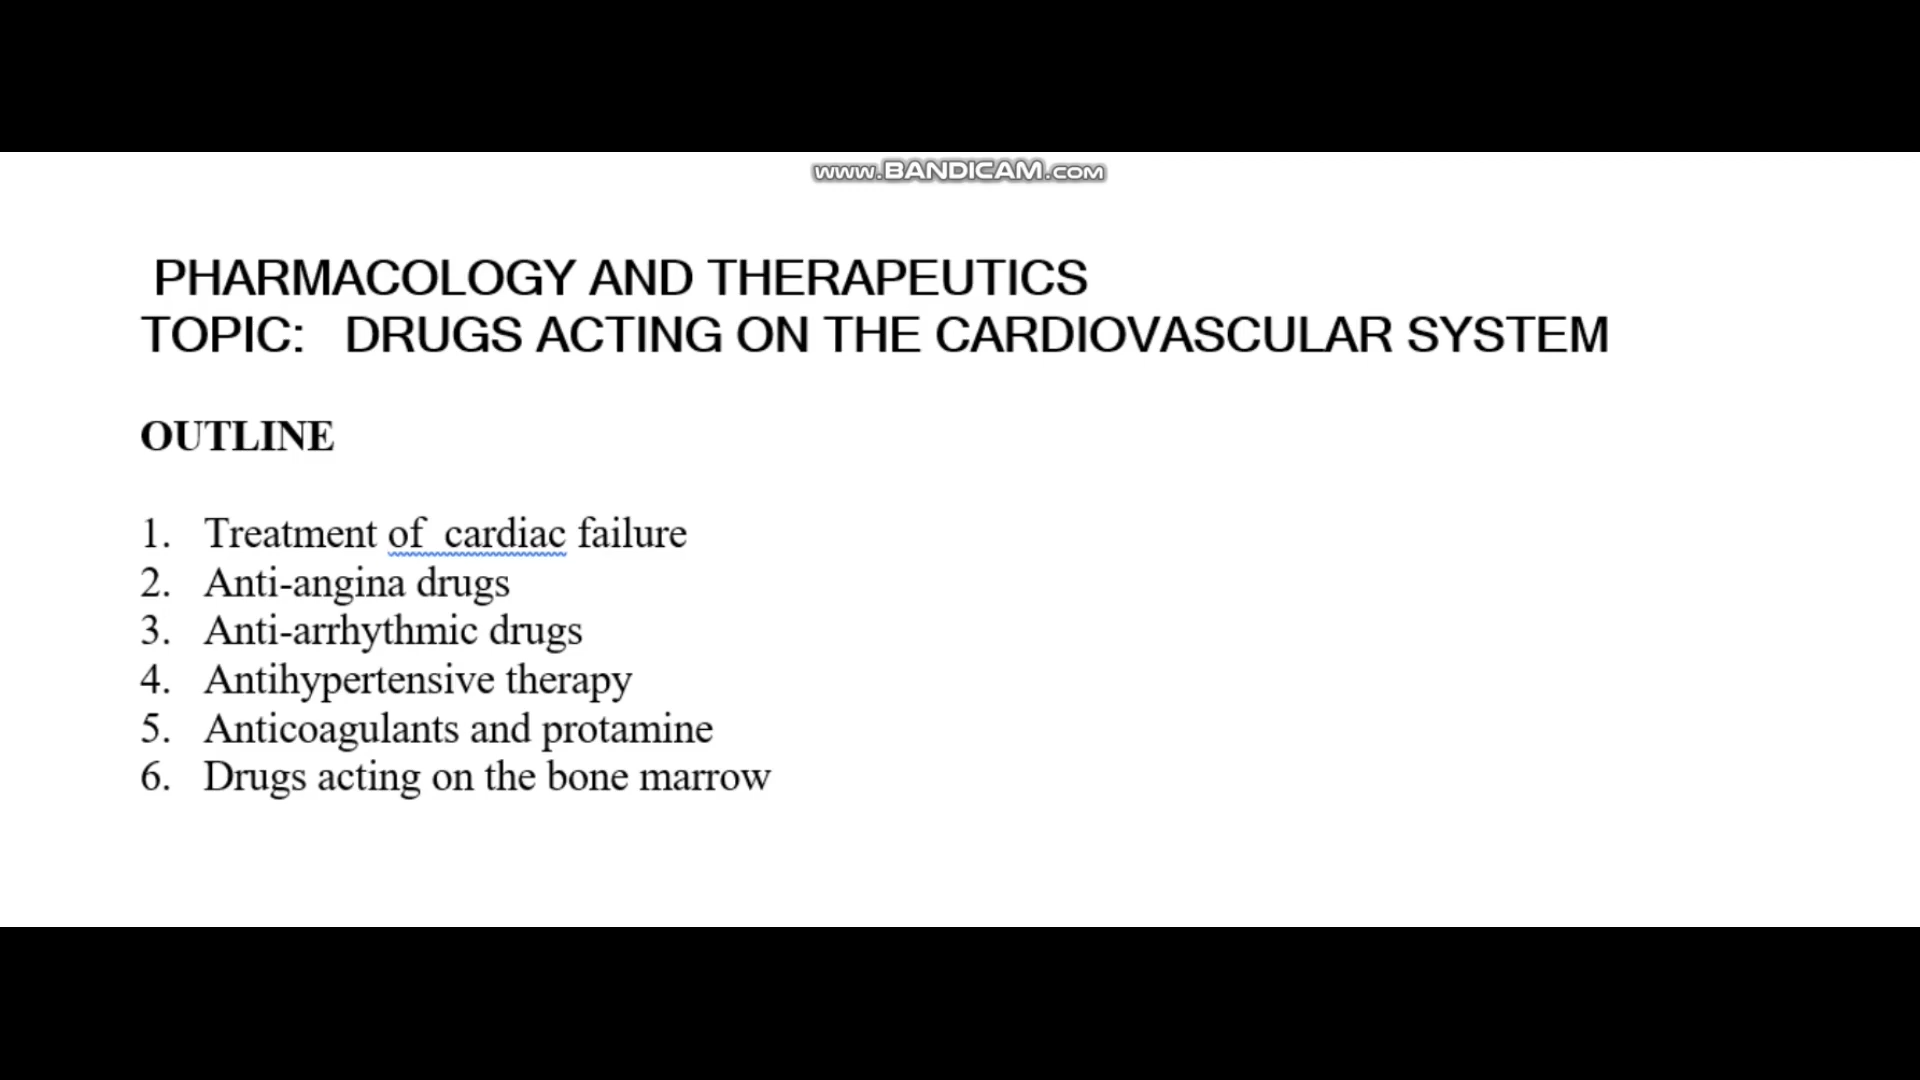 www.BANDICAM.com
PHARMACOLOGY AND THERAPEUTICS
TOPIC: DRUGS ACTING ON THE CARDIOVASCULAR SYSTEM
OUTLINE
1. Treatment of cardiac failure
2. Anti-angina drugs
3. Anti-arrhythmic drugs
4. Antihypertensive therapy
5. Anticoagulants and protamine
6. Drugs acting on the bone marrow